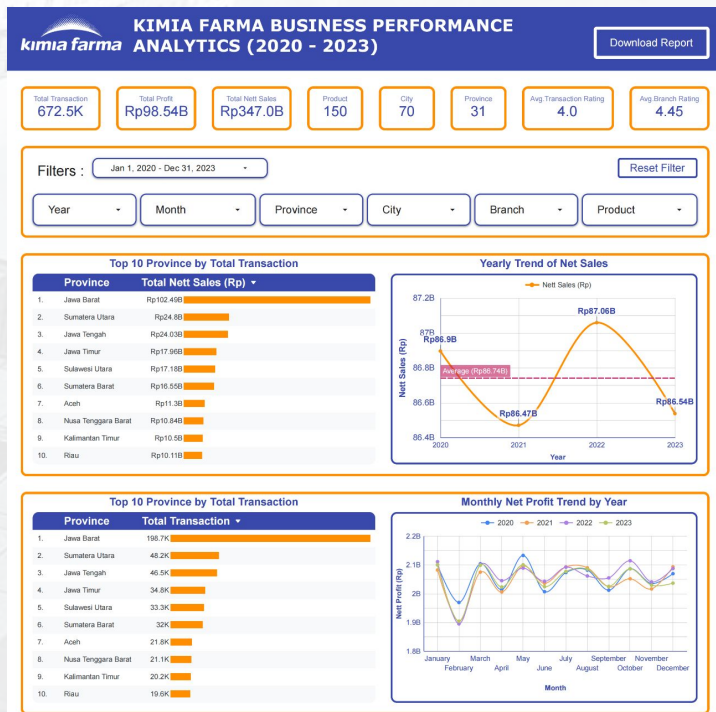 kimia farma
KIMIA FARMA BUSINESS PERFORMANCE
ANALYTICS (2020 - 2023)
Download Report
Total Transaction
672.5K
Total Profit
Rp98.54B
Total Nett Sales
Rp347.0B
Product
150
City
70
Province
31
Avg.Transaction Rating
4.0
Avg.Branch Rating
4.45
Filters :
Jan 1, 2020 - Dec 31, 2023
Reset Filter
Year
Month
Province
City
Branch
Product
Top 10 Province by Total Transaction
Province Total Nett Sales (Rp)
1. Jawa Barat Rp102.49B
2. Sumatera Utara Rp24.8B
3. Jawa Tengah Rp24.03B
4. Jawa Timur Rp17.96B
5. Sulawesi Utara Rp17.18B
6. Sumatera Barat Rp16.55B
7. Aceh Rp11.3B
8. Nusa Tenggara Barat Rp10.84B
9. Kalimantan Timur Rp10.5B
10. Riau Rp10.11B
Yearly Trend of Net Sales
Nett Sales (Rp)
87.2B
87B
86.8B
86.6B
86.4B
Nett Sales (Rp)
Rp86.9B
Rp86.47B
Rp87.06B
Rp86.54B
Average (Rp86.74B)
2020 2021 2022 2023
Year
Top 10 Province by Total Transaction
Province Total Transaction
1. Jawa Barat 198.7K
2. Sumatera Utara 48.2K
3. Jawa Tengah 46.5K
4. Jawa Timur 34.8K
5. Sulawesi Utara 33.3K
6. Sumatera Barat 32K
7. Aceh 21.8K
8. Nusa Tenggara Barat 21.1K
9. Kalimantan Timur 20.2K
10. Riau 19.6K
Monthly Net Profit Trend by Year
2020 2021 2022 2023
2.2B
2.1B
2B
1.9B
1.8B
Net Profit (Rp)
January March May July September November
February April June August October December
Month